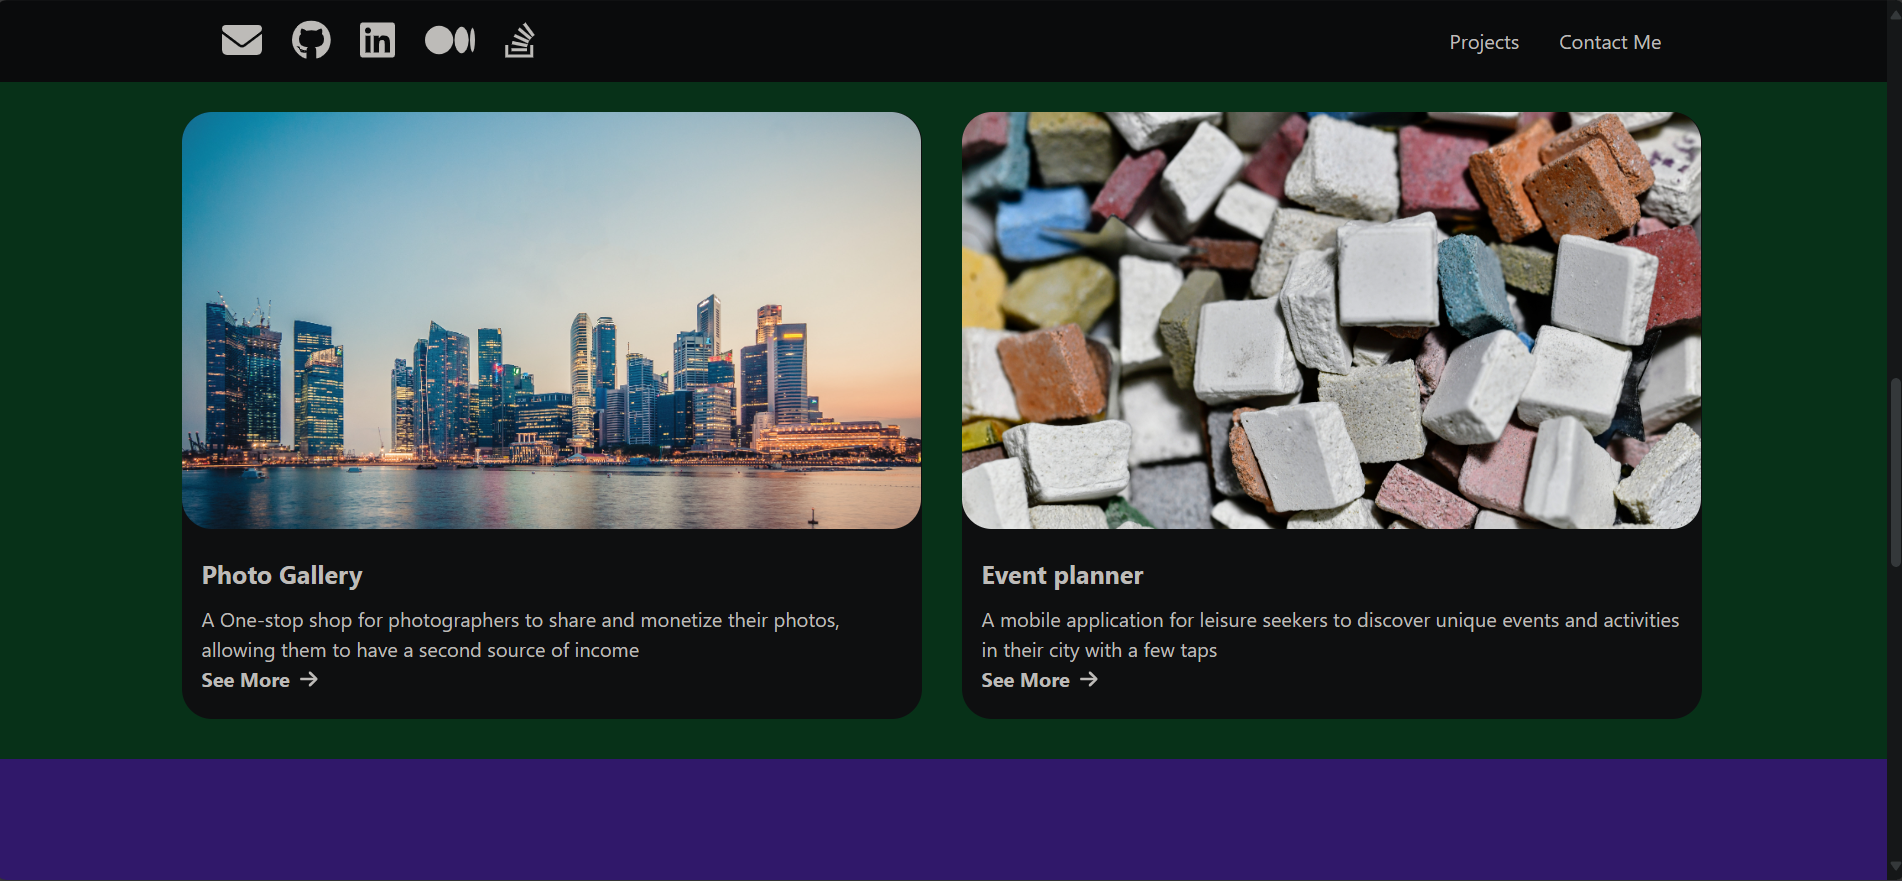 Projects
Contact Me
Photo Gallery
A One-stop shop for photographers to share and monetize their photos,
allowing them to have a second source of income
See More →
Event planner
A mobile application for leisure seekers to discover unique events and activities
in their city with a few taps
See More →